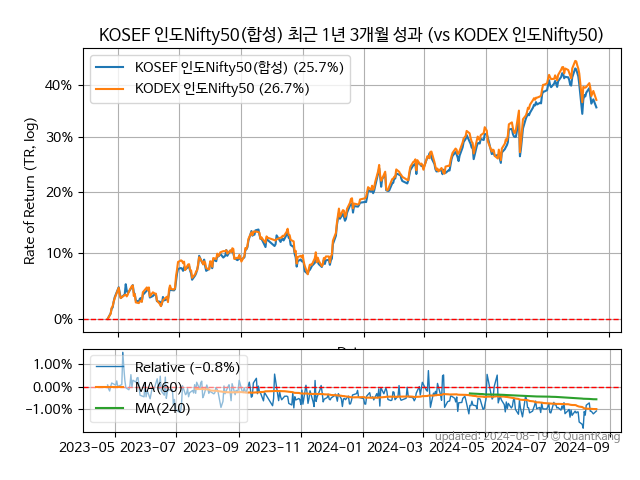 KOSEF 인도Nifty50(합성) 최근 1년 3개월 성과 (vs KODEX 인도Nifty50)
KOSEF 인도Nifty50(합성) (25.7%)
KODEX 인도Nifty50 (26.7%)
Rate of Return (TR, log)
40%
30%
20%
10%
0%
1.00%
0.00%
−1.00%
Relative (−0.8%)
MA(60)
MA(240)
updated: 2024-08-19 © QuantKang
2023−05 2023−07 2023−09 2023−11 2024−01 2024−03 2024−05 2024−07 2024−09